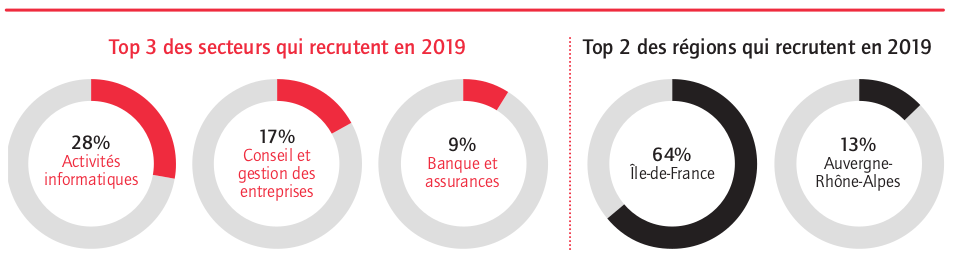 Top 3 des secteurs qui recrutent en 2019
28%
Activités
informatiques
17%
Conseil et
gestion des
entreprises
9%
Banque et
assurances
Top 2 des régions qui recrutent en 2019
64%
Île-de-France
13%
Auvergne-
Rhône-Alpes